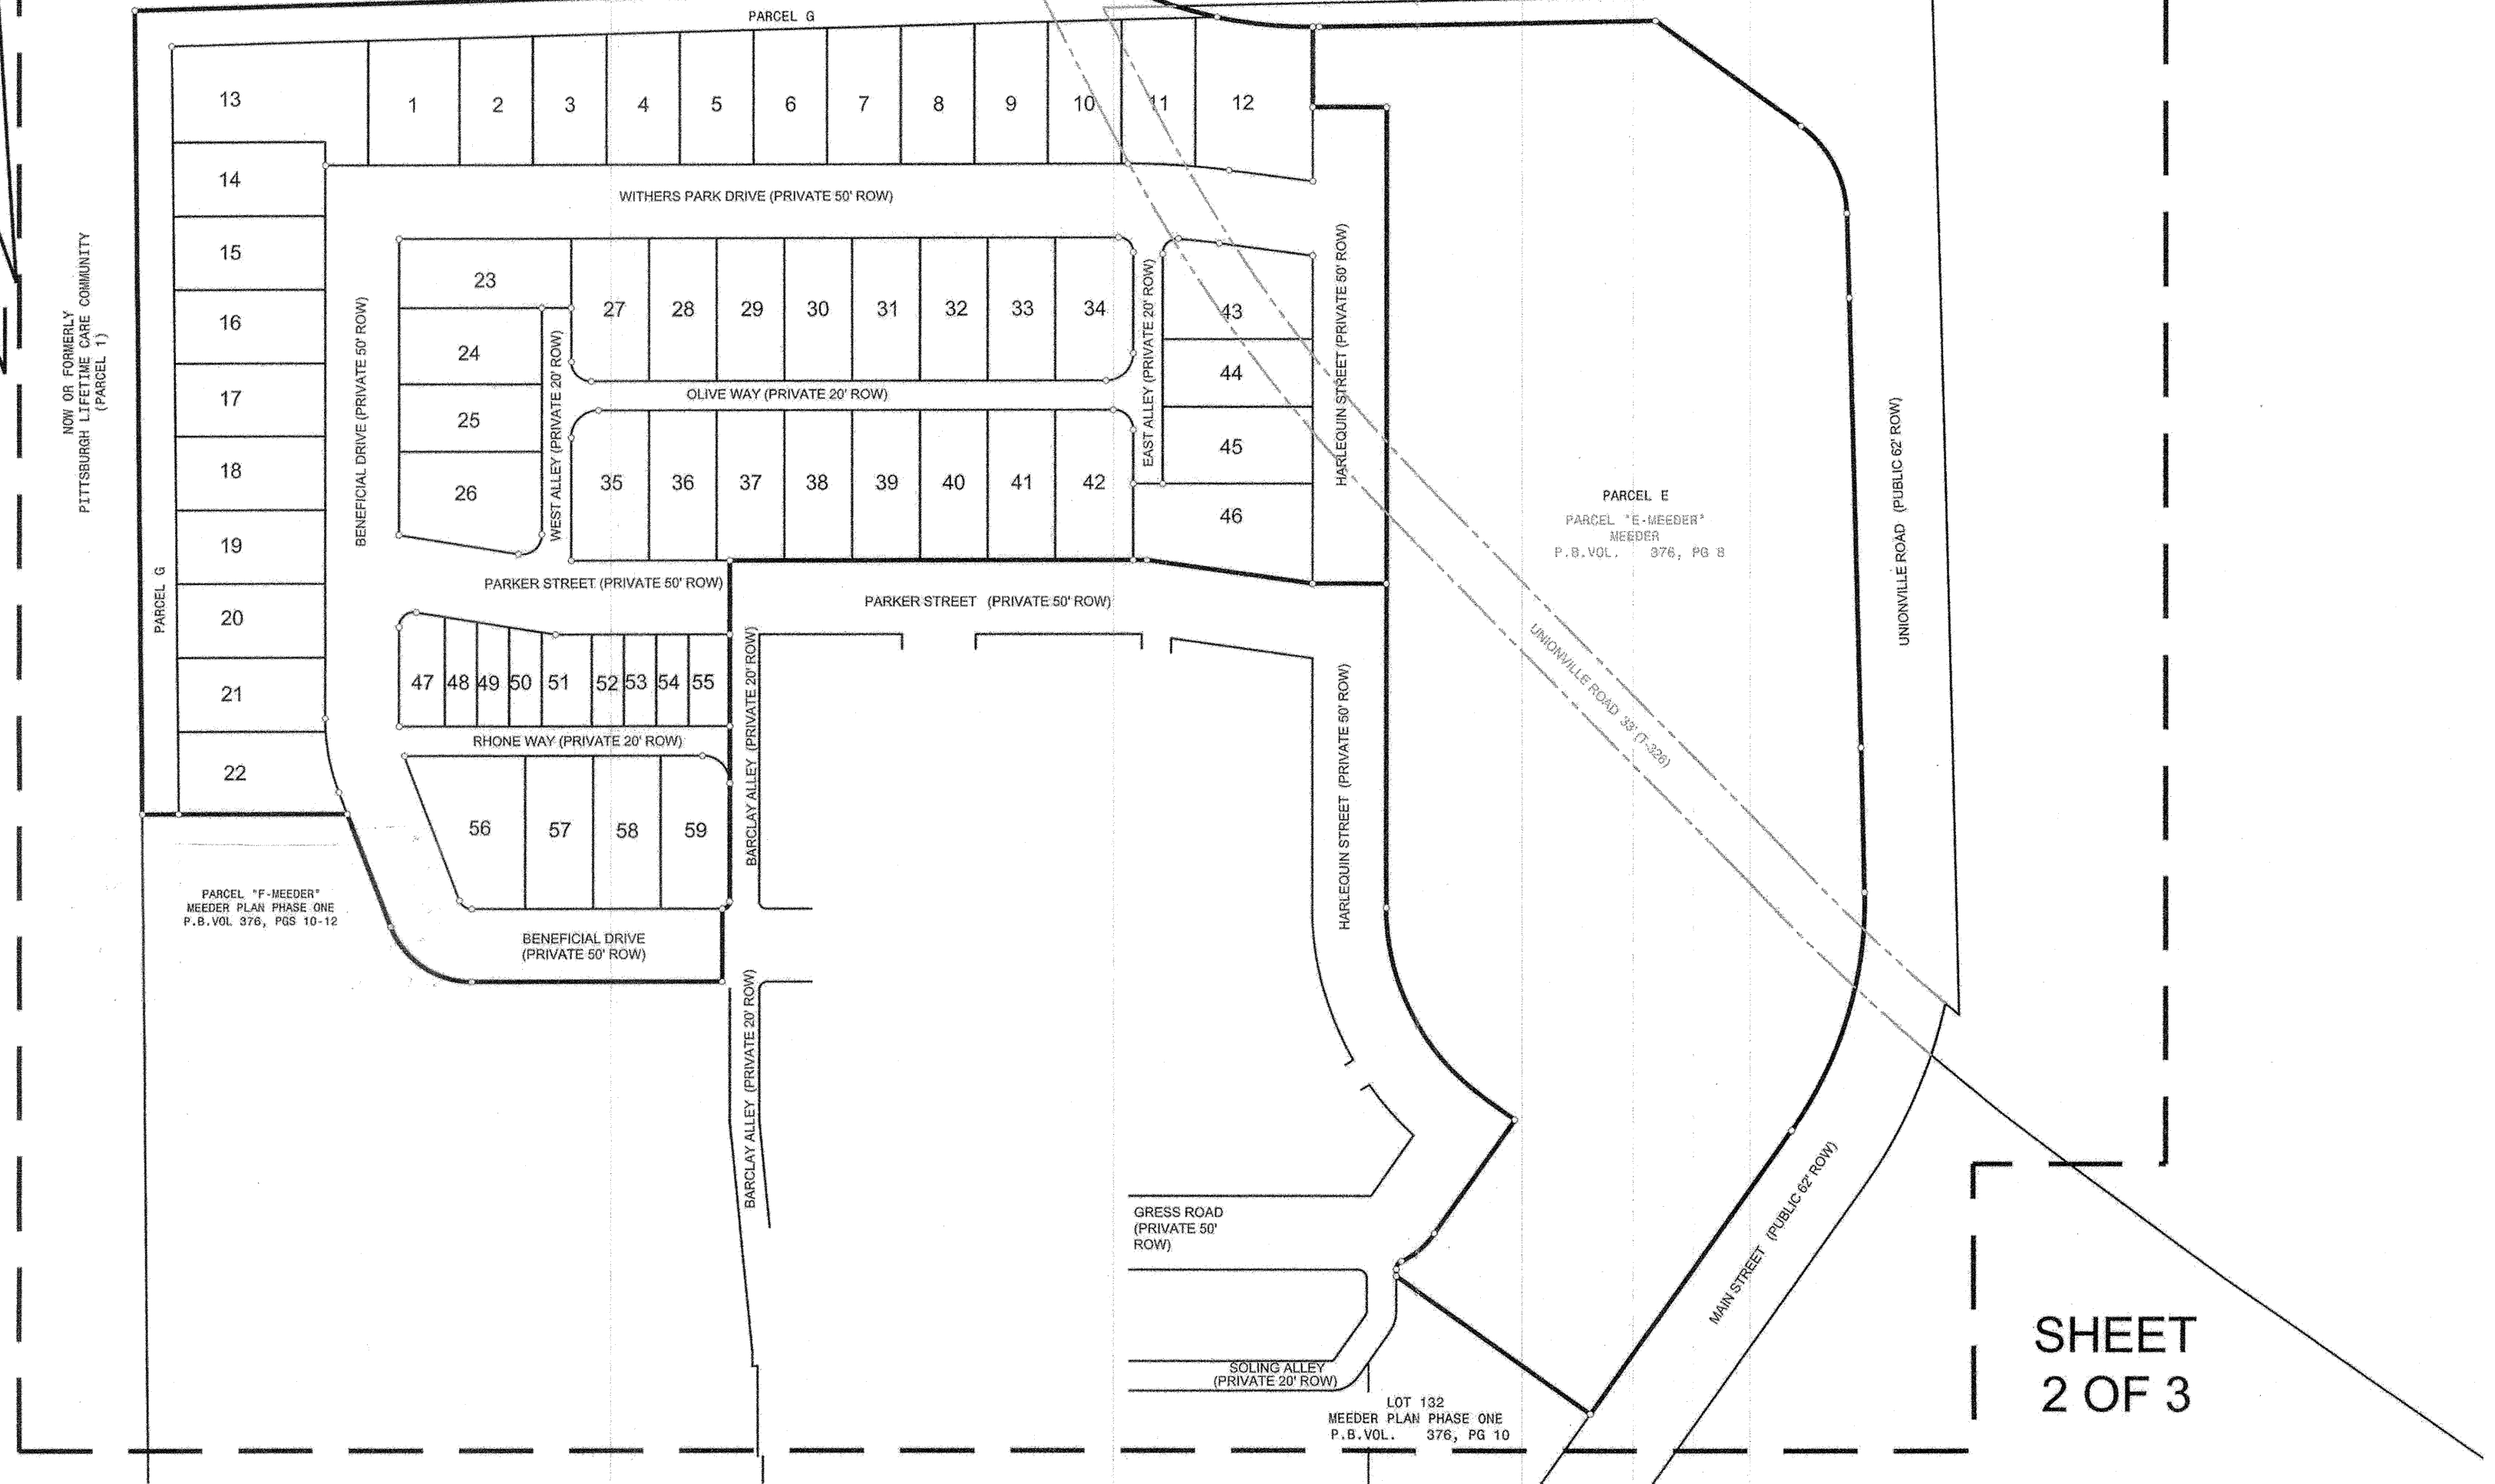 PARCEL G
13
1
2
3
4
5
6
7
8
9
10
11
12
14
WITHERS PARK DRIVE (PRIVATE 50' ROW)
15
16
17
18
19
20
21
22
NOW OR FORMERLY
PITTSBURGH LIFETIME CARE COMMUNITY
(PARCEL 1)
PARCEL G
BENEFICIAL DRIVE (PRIVATE 50' ROW)
23
24
25
26
WEST ALLEY (PRIVATE 20' ROW)
27
28
29
30
31
32
33
34
OLIVE WAY (PRIVATE 20' ROW)
35
36
37
38
39
40
41
42
EAST ALLEY (PRIVATE 20' ROW)
43
44
45
46
HARLEQUIN STREET (PRIVATE 50' ROW)
PARCEL E
PARCEL "E-MEEDER"
MEEDER
P.B.VOL. 376, PG 8
UNIONVILLE ROAD (PUBLIC 62' ROW)
PARKER STREET (PRIVATE 50' ROW)
PARKER STREET (PRIVATE 50' ROW)
47
48
49
50
51
52
53
54
55
RHONE WAY (PRIVATE 20' ROW)
56
57
58
59
BARCLAY ALLEY (PRIVATE 20' ROW)
HARLEQUIN STREET (PRIVATE 50' ROW)
UNIONVILLE ROAD 33' (T-326)
PARCEL "F-MEEDER"
MEEDER PLAN PHASE ONE
P.B.VOL 376, PGS 10-12
BENEFICIAL DRIVE
(PRIVATE 50' ROW)
BARCLAY ALLEY (PRIVATE 20' ROW)
GRESS ROAD
(PRIVATE 50'
ROW)
MAIN STREET (PUBLIC 62' ROW)
SOLING ALLEY
(PRIVATE 20' ROW)
LOT 132
MEEDER PLAN PHASE ONE
P.B.VOL. 376, PG 10
SHEET
2 OF 3